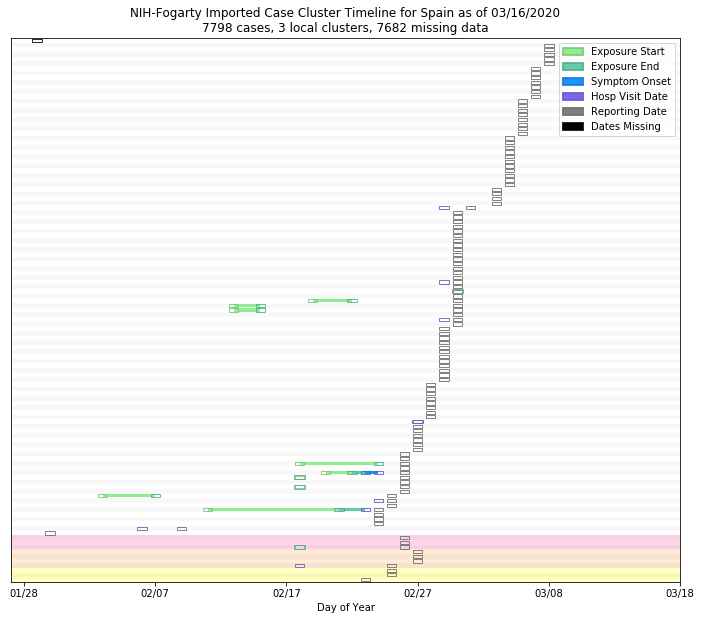 NIH-Fogarty Imported Case Cluster Timeline for Spain as of 03/16/2020
7798 cases, 3 local clusters, 7682 missing data
Exposure Start
Exposure End
Symptom Onset
Hosp Visit Date
Reporting Date
Dates Missing
01/28 02/07 02/17 02/27 03/08 03/18
Day of Year